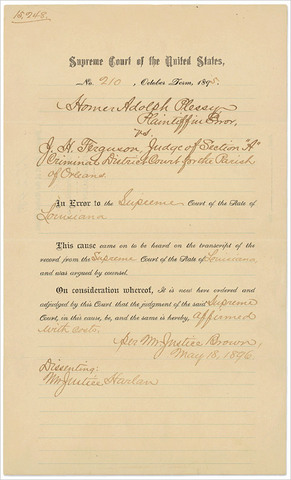 15,248.
Supreme Court of the United States,
No. 210, October Term, 1895.
Homer Adolph Plessy
Plaintiff in Error,
vs.
J. H. Ferguson, Judge of Section "A"
Criminal District Court for the Parish
of Orleans
In Error to the Supreme Court of the State of
Louisiana
This cause came on to be heard on the transcript of the
record from the Supreme Court of the State of Louisiana,
and was argued by counsel.
On consideration whereof, It is now here ordered and
adjudged by this Court that the judgment of the said Supreme
Court, in this cause, be, and the same is hereby, affirmed
with costs.
Per Mr. Justice Brown,
May 18, 1896.
Dissenting:
Mr. Justice Harlan